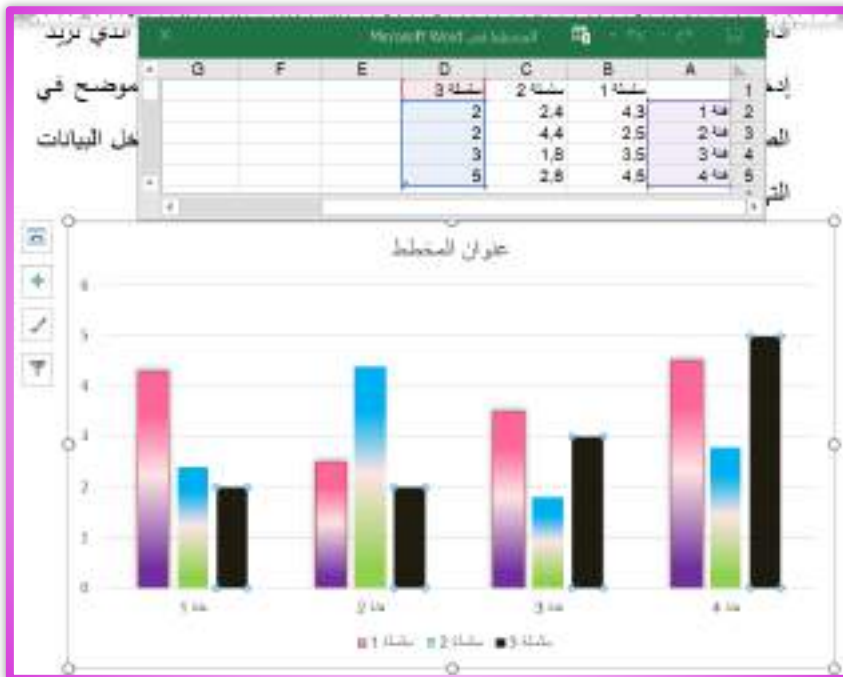 الذي تريد
المخطط في Microsoft Word
موضح في
خل البيانات
G F E D C B A
سلسلة 3 سلسلة 2 سلسلة 1 1
2 2.4 4.3 فئة 1 2
2 4.4 2.5 فئة 2 3
3 1.8 3.5 فئة 3 4
5 2.8 4.5 فئة 4 5
عنوان المخطط
6
5
4
3
2
1
0
فئة 1 فئة 2 فئة 3 فئة 4
سلسلة 1 سلسلة 2 سلسلة 3